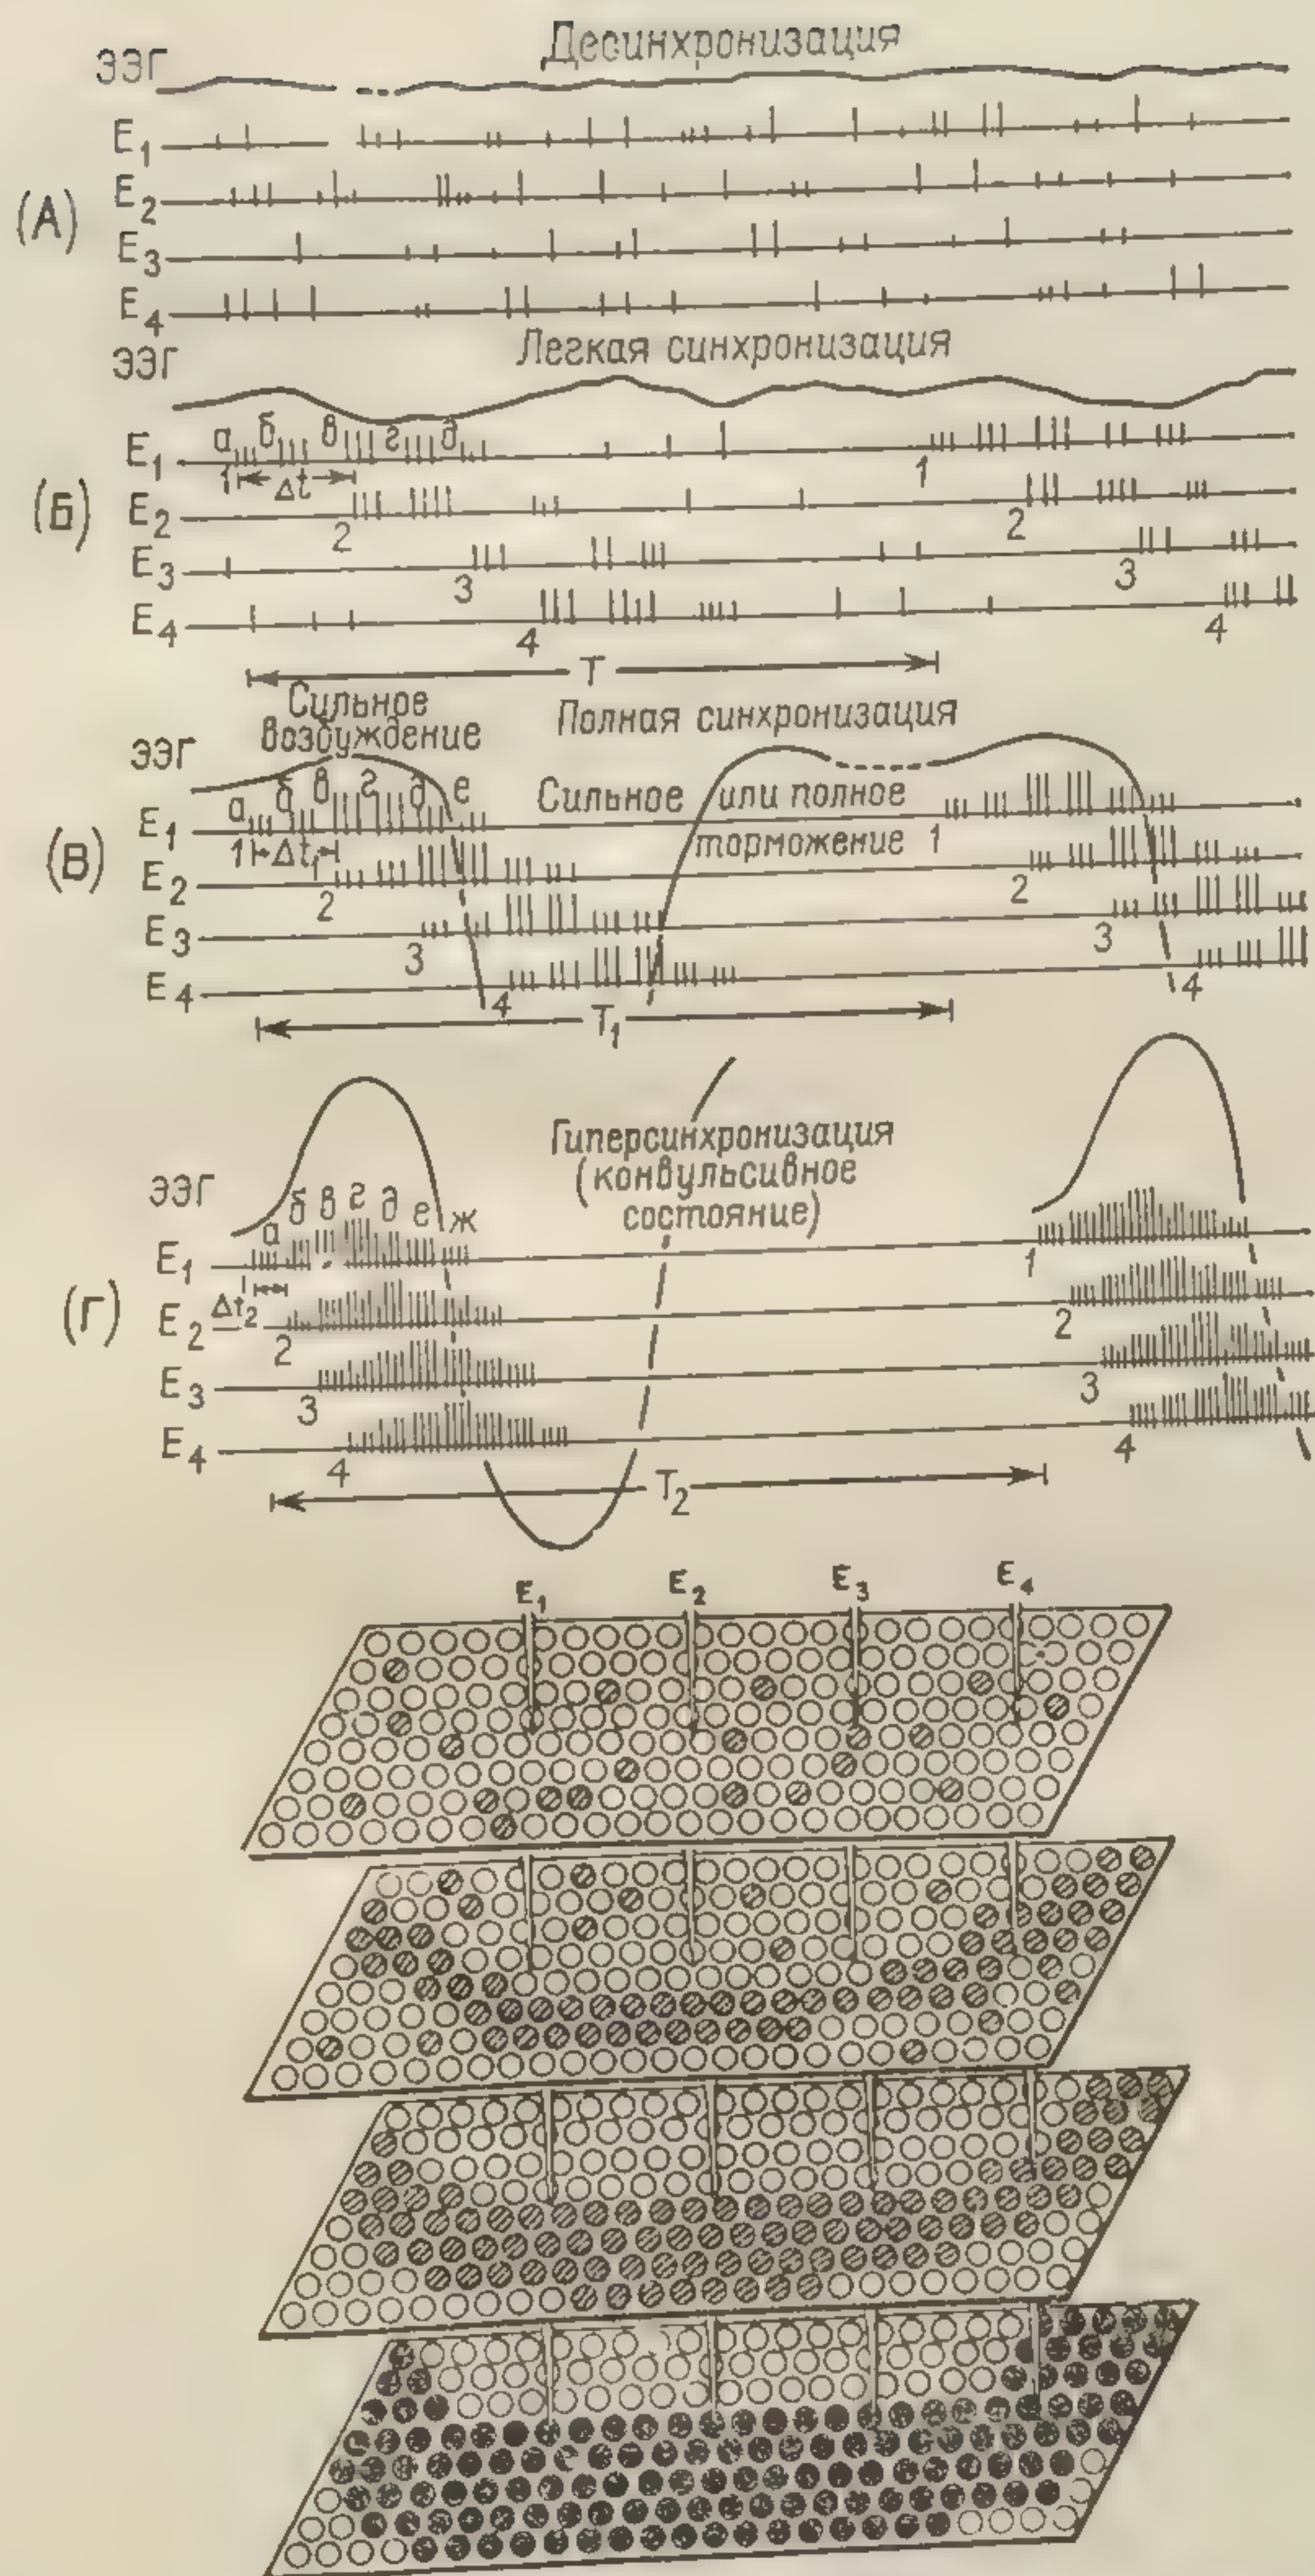 Десинхронизация
ЭЭГ
E1
E2
(А)
E3
E4
Легкая синхронизация
ЭЭГ
а б в г д
E1
1 Δt 1
(Б)
E2
2 2
E3
3 3
E4
4 4
T
Сильное возбуждение
Полная синхронизация
ЭЭГ
а б в г д е
Сильное или полное
торможение 1
E1
1 Δt1
(В)
E2
2 2
E3
3 3
E4
4 4
T1
Гиперсинхронизация
(конвульсивное
состояние)
ЭЭГ
а б в г д е ж
E1
1 1
Δt2
(Г)
E2
2 2
E3
3 3
E4
4 4
T2
E1 E2 E3 E4